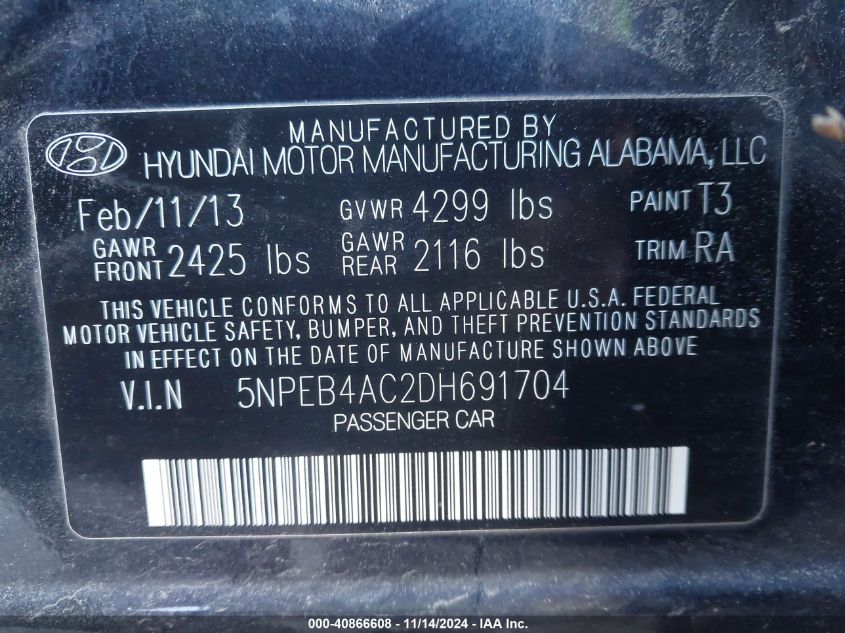 MANUFACTURED BY
HYUNDAI MOTOR MANUFACTURING ALABAMA, LLC
Feb/11/13 GVWR 4299 lbs PAINT T3
GAWR FRONT 2425 lbs GAWR REAR 2116 lbs TRIM RA
THIS VEHICLE CONFORMS TO ALL APPLICABLE U.S.A. FEDERAL
MOTOR VEHICLE SAFETY, BUMPER, AND THEFT PREVENTION STANDARDS
IN EFFECT ON THE DATE OF MANUFACTURE SHOWN ABOVE
V.I.N 5NPEB4AC2DH691704
PASSENGER CAR
000-40866608 - 11/14/2024 - IAA Inc.